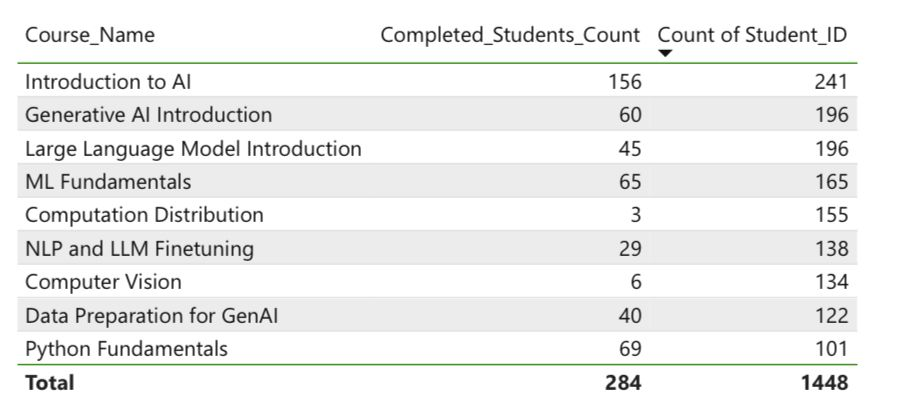 Course_Name Completed_Students_Count Count of Student_ID
Introduction to AI 156 241
Generative AI Introduction 60 196
Large Language Model Introduction 45 196
ML Fundamentals 65 165
Computation Distribution 3 155
NLP and LLM Finetuning 29 138
Computer Vision 6 134
Data Preparation for GenAI 40 122
Python Fundamentals 69 101
Total 284 1448